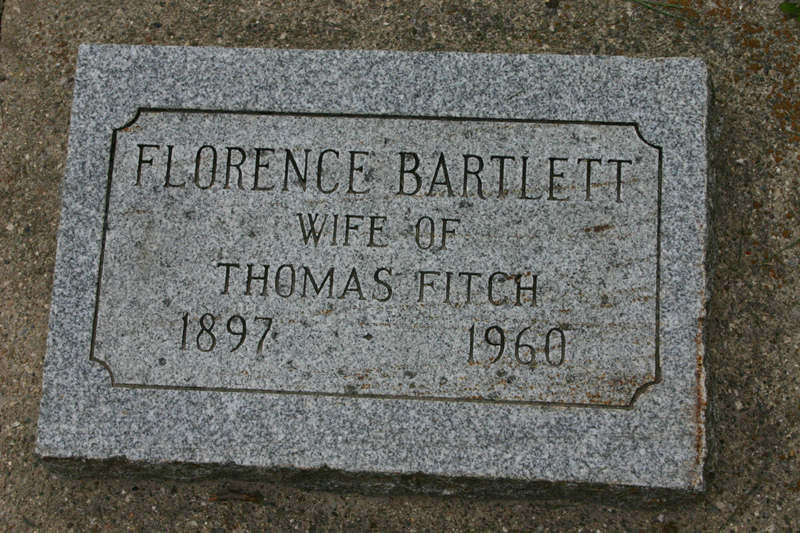 FLORENCE BARTLETT
WIFE OF
THOMAS FITCH
1897 1960